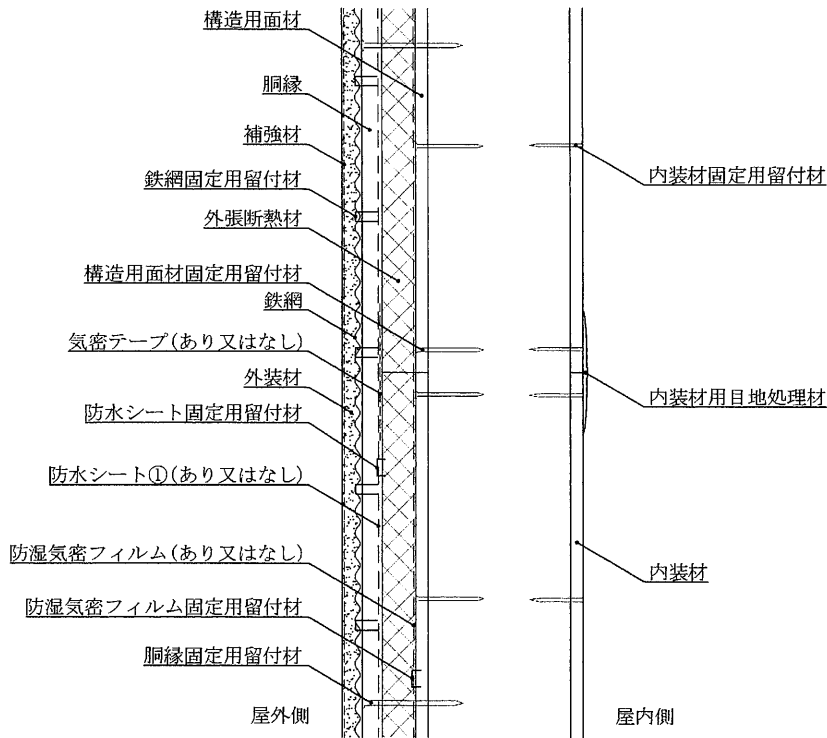 構造用面材
胴縁
補強材
鉄網固定用留付材
外張断熱材
構造用面材固定用留付材
鉄網
気密テープ(あり又はなし)
外装材
防水シート固定用留付材
防水シート①(あり又はなし)
防湿気密フィルム(あり又はなし)
防湿気密フィルム固定用留付材
胴縁固定用留付材
屋外側
内装材固定用留付材
内装材用目地処理材
内装材
屋内側